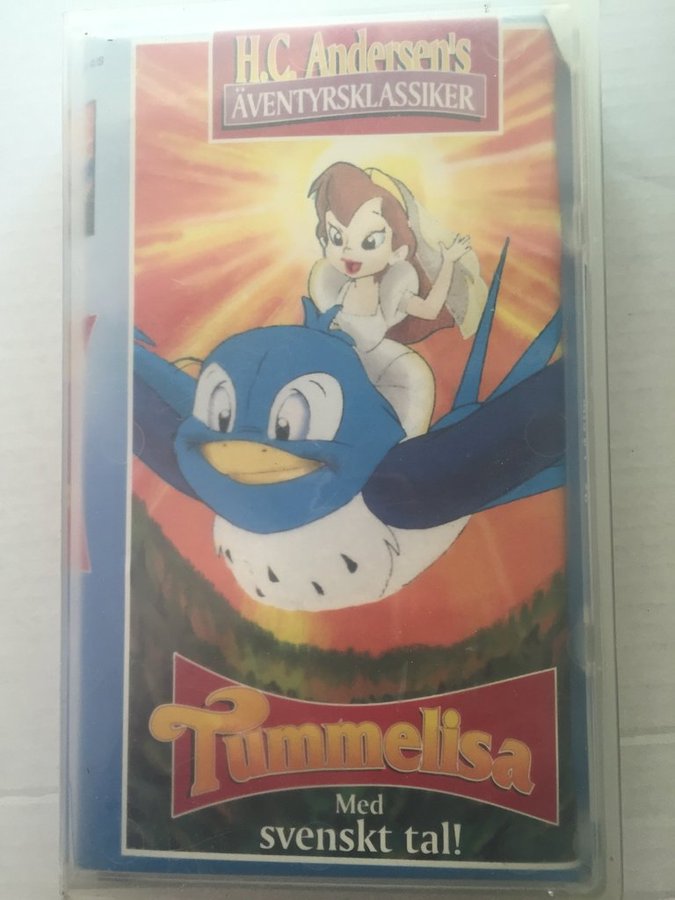 H.C. Andersen's
ÄVENTYRSKLASSIKER
Tummelisa
Med
svenskt tal!